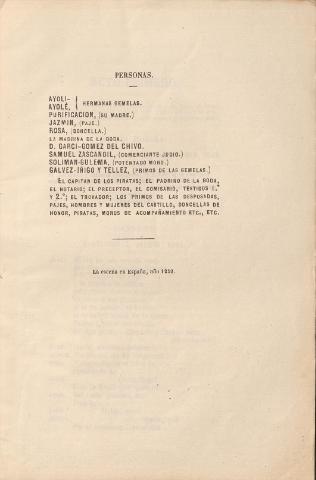 PERSONAS.
AYOLI-
AYOLÉ, } HERMANAS GEMELAS.
PURIFICACION, (SU MADRE.)
JAZMIN, (PAJE.)
ROSA, (DONCELLA.)
LA MADRINA DE LA BODA.
D. GARCI-GOMEZ DEL CHIVO.
SAMUEL ZASCANDIL, (COMERCIANTE JUDIO.)
SOLIMAN-GULEMA, (POTENTADO MORO.)
GALVEZ-IÑIGO Y TELLEZ, (PRIMOS DE LAS GEMELAS.)
EL CAPITAN DE LOS PIRATAS; EL PADRINO DE LA BODA,
EL NOTARIO; EL PRECEPTOR, EL COMISARIO, TESTIGOS 1.°
Y 2.°; EL TROVADOR; LOS PRIMOS DE LAS DESPOSADAS,
PAJES, HOMBRES Y MUJERES DEL CASTILLO, DONCELLAS DE
HONOR, PIRATAS, MOROS DE ACOMPAÑAMIENTO ETC., ETC.
La escena en España, año 1250.